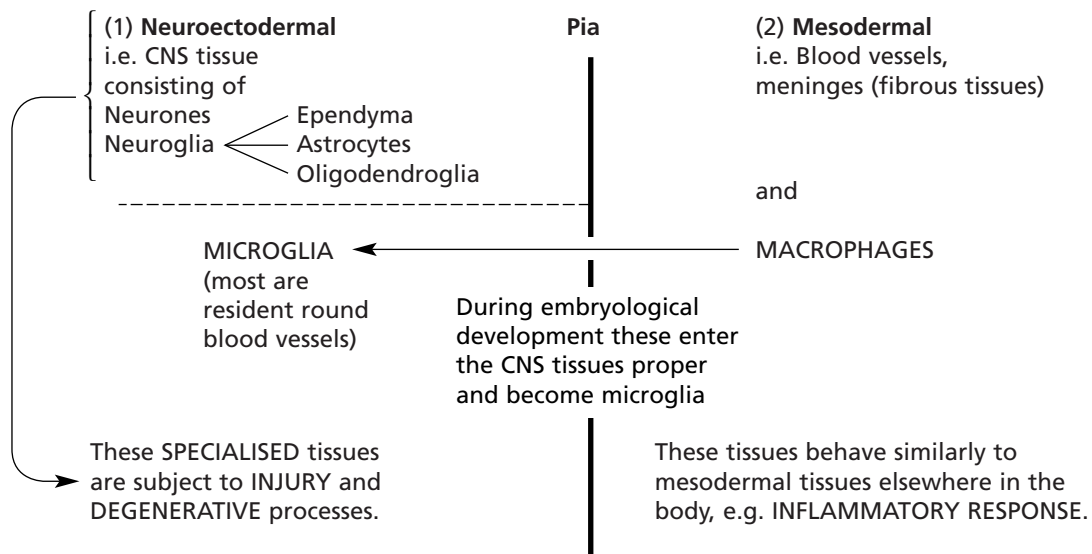 (1) Neuroectodermal
i.e. CNS tissue
consisting of
Neurones
Neuroglia
Ependyma
Astrocytes
Oligodendroglia
Pia
(2) Mesodermal
i.e. Blood vessels,
meninges (fibrous tissues)
and
MACROPHAGES
MICROGLIA
(most are
resident round
blood vessels)
During embryological
development these enter
the CNS tissues proper
and become microglia
These SPECIALISED tissues
are subject to INJURY and
DEGENERATIVE processes.
These tissues behave similarly to
mesodermal tissues elsewhere in the
body, e.g. INFLAMMATORY RESPONSE.